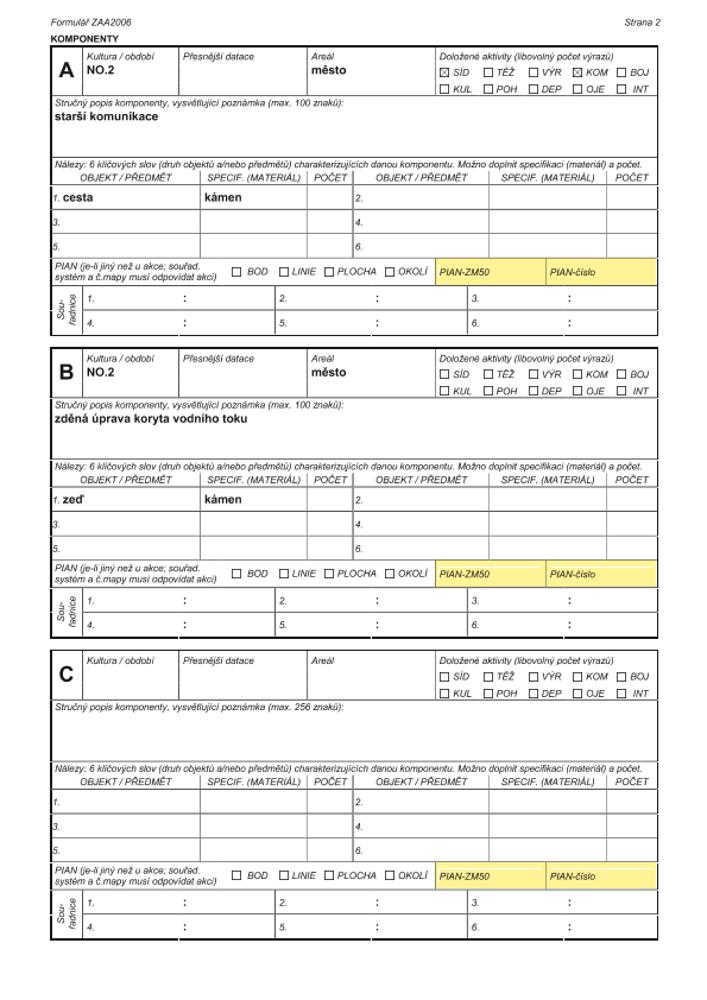 Formulář ZAA2006 Strana 2
KOMPONENTY
A Kultura / období Přesnější datace Areál Doložené aktivity (libovolný počet výrazů)
NO.2 město ☒ SÍD ☐ TĚŽ ☐ VÝR ☒ KOM ☐ BOJ
☐ KUL ☐ POH ☐ DEP ☐ OJE ☐ INT
Stručný popis komponenty, vysvětlující poznámka (max. 100 znaků):
starší komunikace
Nálezy: 6 klíčových slov (druh objektů a/nebo předmětů) charakterizujících danou komponentu. Možno doplnit specifikaci (materiál) a počet.
OBJEKT / PŘEDMĚT SPECIF. (MATERIÁL) POČET OBJEKT / PŘEDMĚT SPECIF. (MATERIÁL) POČET
1. cesta kámen 2.
3. 4.
5. 6.
PIAN (je-li jiný než u akce; souřad. ☐ BOD ☐ LINIE ☐ PLOCHA ☐ OKOLÍ PIAN-ZM50 PIAN-číslo
systém a č.mapy musí odpovídat akci)
Sou-
řadnice
1. : 2. : 3. :
4. : 5. : 6. :
B Kultura / období Přesnější datace Areál Doložené aktivity (libovolný počet výrazů)
NO.2 město ☐ SÍD ☐ TĚŽ ☐ VÝR ☐ KOM ☐ BOJ
☐ KUL ☐ POH ☐ DEP ☐ OJE ☐ INT
Stručný popis komponenty, vysvětlující poznámka (max. 100 znaků):
zděná úprava koryta vodního toku
Nálezy: 6 klíčových slov (druh objektů a/nebo předmětů) charakterizujících danou komponentu. Možno doplnit specifikaci (materiál) a počet.
OBJEKT / PŘEDMĚT SPECIF. (MATERIÁL) POČET OBJEKT / PŘEDMĚT SPECIF. (MATERIÁL) POČET
1. zeď kámen 2.
3. 4.
5. 6.
PIAN (je-li jiný než u akce; souřad. ☐ BOD ☐ LINIE ☐ PLOCHA ☐ OKOLÍ PIAN-ZM50 PIAN-číslo
systém a č.mapy musí odpovídat akci)
Sou-
řadnice
1. : 2. : 3. :
4. : 5. : 6. :
C Kultura / období Přesnější datace Areál Doložené aktivity (libovolný počet výrazů)
☐ SÍD ☐ TĚŽ ☐ VÝR ☐ KOM ☐ BOJ
☐ KUL ☐ POH ☐ DEP ☐ OJE ☐ INT
Stručný popis komponenty, vysvětlující poznámka (max. 256 znaků):
Nálezy: 6 klíčových slov (druh objektů a/nebo předmětů) charakterizujících danou komponentu. Možno doplnit specifikaci (materiál) a počet.
OBJEKT / PŘEDMĚT SPECIF. (MATERIÁL) POČET OBJEKT / PŘEDMĚT SPECIF. (MATERIÁL) POČET
1. 2.
3. 4.
5. 6.
PIAN (je-li jiný než u akce; souřad. ☐ BOD ☐ LINIE ☐ PLOCHA ☐ OKOLÍ PIAN-ZM50 PIAN-číslo
systém a č.mapy musí odpovídat akci)
Sou-
řadnice
1. : 2. : 3. :
4. : 5. : 6. :